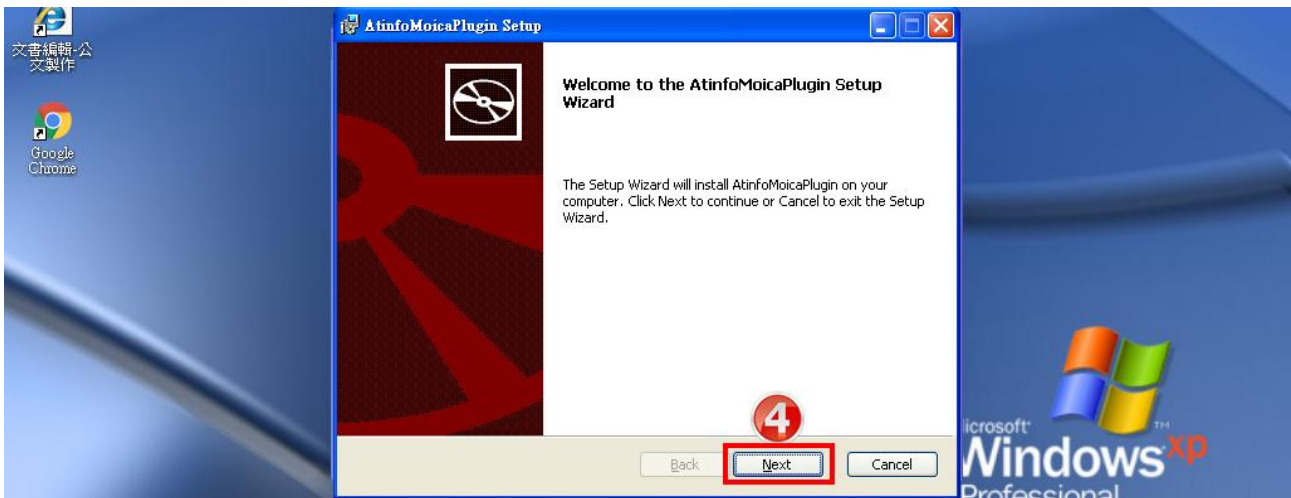 文書編輯-公
文製作
Google
Chrome
AtinfoMoicaPlugin Setup
Welcome to the AtinfoMoicaPlugin Setup
Wizard
The Setup Wizard will install AtinfoMoicaPlugin on your
computer. Click Next to continue or Cancel to exit the Setup
Wizard.
4
Back
Next
Cancel
icrosoft
TM
Windows xp
Professional